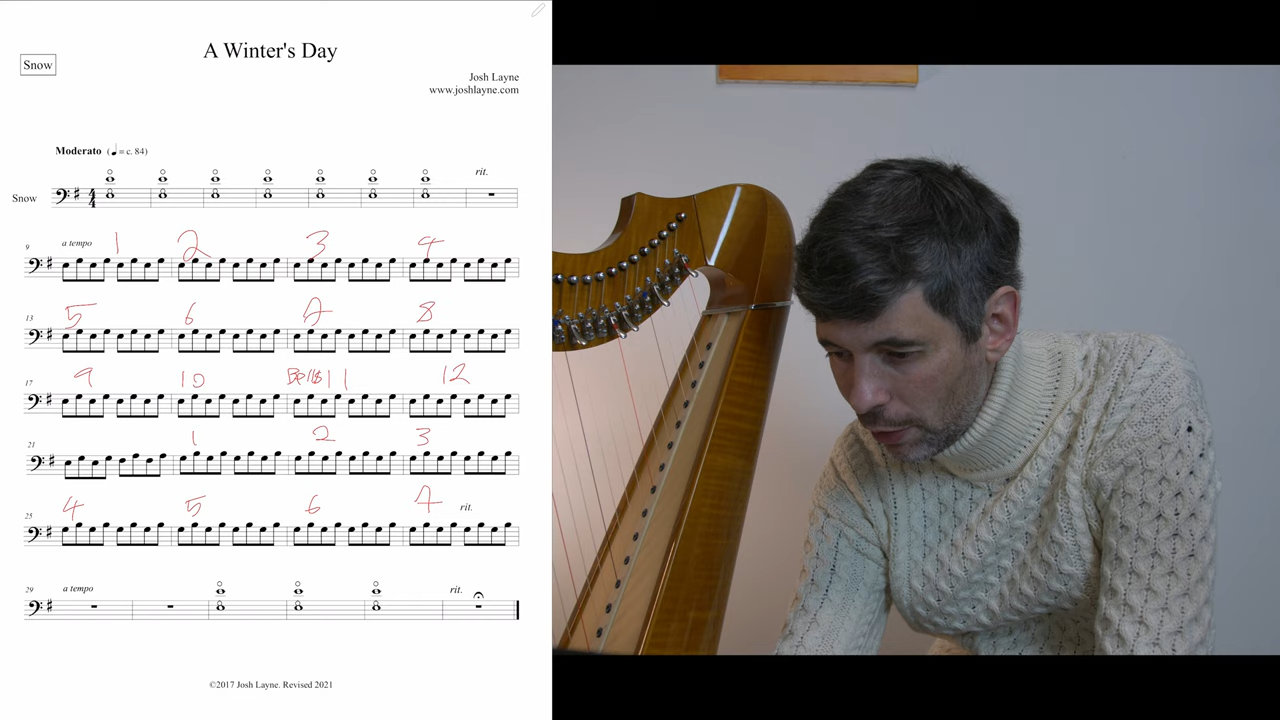 A Winter's Day
Snow
Josh Layne
www.joshlayne.com
Moderato (♩ = c. 84)
rit.
Snow
9 a tempo 1 2 3 4
13 5 6 7 8
17 9 10 Bells 11 12
21 1 2 3
25 4 5 6 7 rit.
29 a tempo rit.
©2017 Josh Layne. Revised 2021